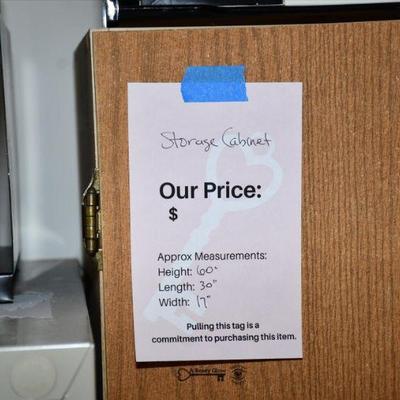 Storage Cabinet
Our Price:
$
Approx Measurements:
Height: 60"
Length: 30"
Width: 17"
Pulling this tag is a
commitment to purchasing this item.